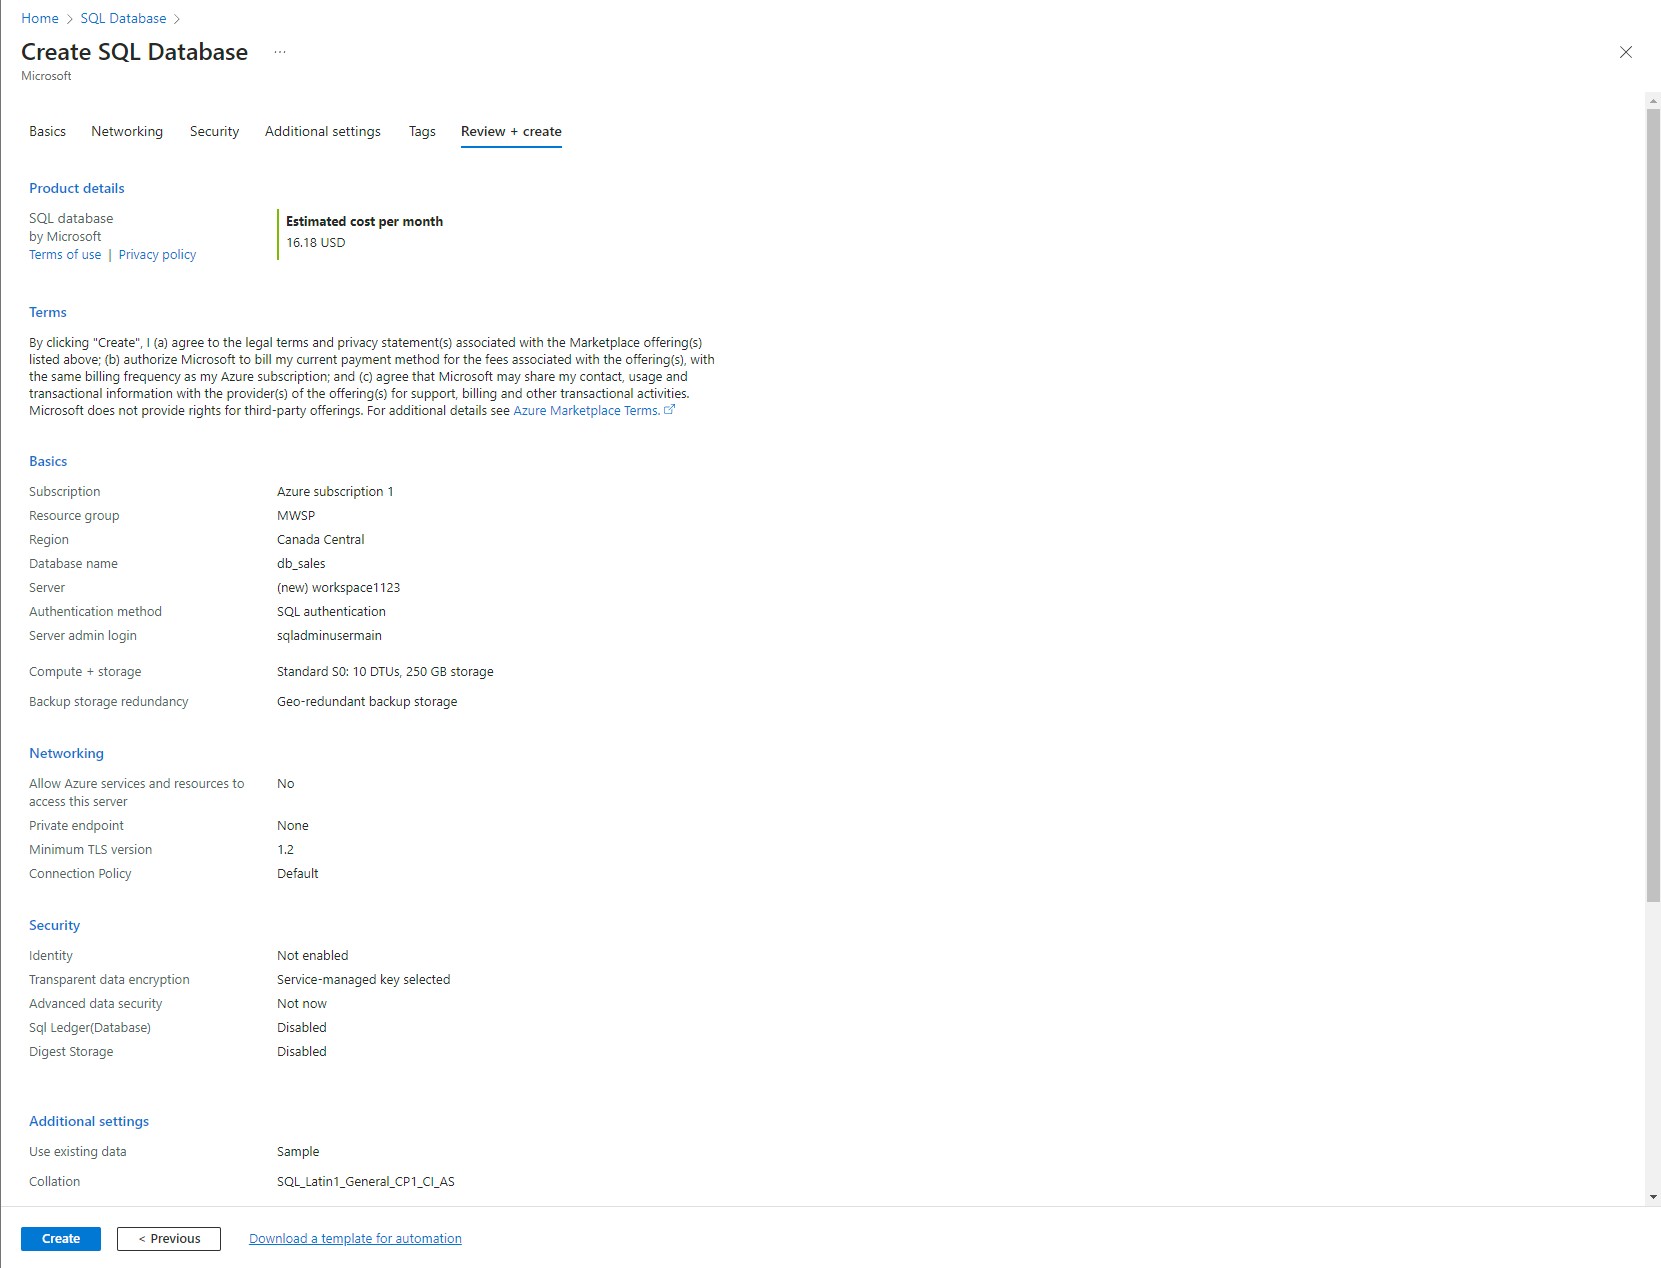 Home > SQL Database >
Create SQL Database ...
Microsoft
Basics Networking Security Additional settings Tags Review + create
Product details
SQL database
by Microsoft
Terms of use | Privacy policy
Estimated cost per month
16.18 USD
Terms
By clicking "Create", I (a) agree to the legal terms and privacy statement(s) associated with the Marketplace offering(s)
listed above; (b) authorize Microsoft to bill my current payment method for the fees associated with the offering(s), with
the same billing frequency as my Azure subscription; and (c) agree that Microsoft may share my contact, usage and
transactional information with the provider(s) of the offering(s) for support, billing and other transactional activities.
Microsoft does not provide rights for third-party offerings. For additional details see Azure Marketplace Terms.
Basics
Subscription Azure subscription 1
Resource group MWSP
Region Canada Central
Database name db_sales
Server (new) workspace1123
Authentication method SQL authentication
Server admin login sqladminusermain
Compute + storage Standard S0: 10 DTUs, 250 GB storage
Backup storage redundancy Geo-redundant backup storage
Networking
Allow Azure services and resources to No
access this server
Private endpoint None
Minimum TLS version 1.2
Connection Policy Default
Security
Identity Not enabled
Transparent data encryption Service-managed key selected
Advanced data security Not now
Sql Ledger(Database) Disabled
Digest Storage Disabled
Additional settings
Use existing data Sample
Collation SQL_Latin1_General_CP1_CI_AS
Create < Previous Download a template for automation